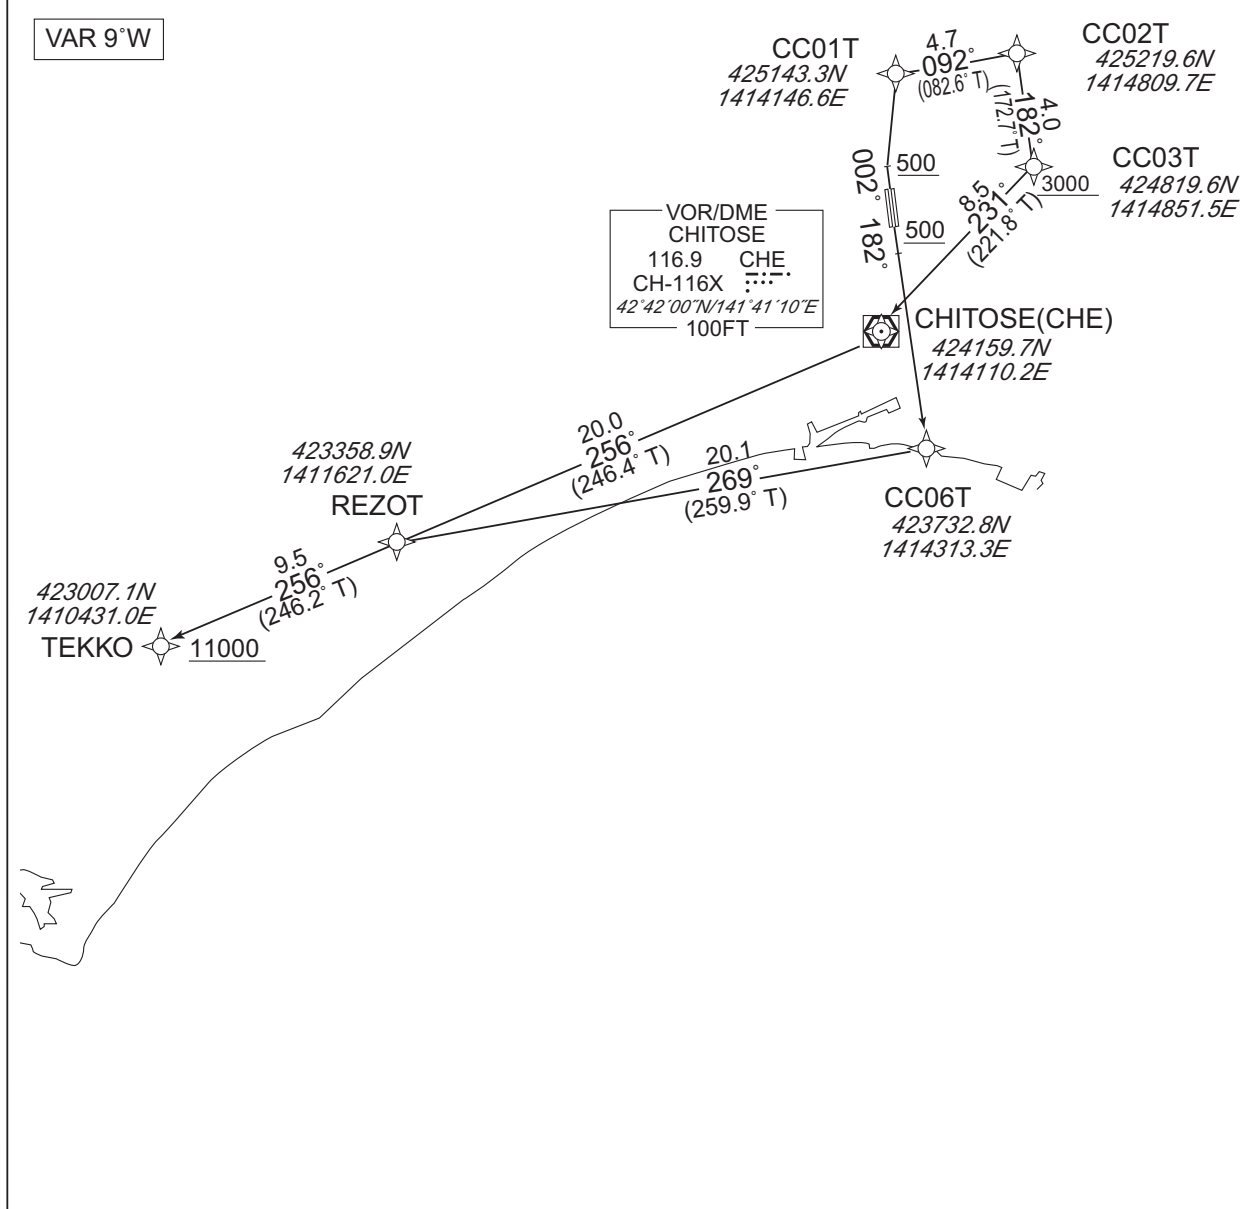 VAR 9°W
CC01T
425143.3N
1414146.6E
4.7
092°
(082.6° T)
CC02T
425219.6N
1414809.7E
4.0
182°
(172.7° T)
CC03T
424819.6N
1414851.5E
3000
8.5
231°
(221.8° T)
002°
500
500
182°
VOR/DME
CHITOSE
116.9 CHE
CH-116X
42°42´00˝N/141°41´10˝E
100FT
CHITOSE(CHE)
424159.7N
1414110.2E
20.0
256°
(246.4° T)
20.1
269°
(259.9° T)
CC06T
423732.8N
1414313.3E
423358.9N
1411621.0E
REZOT
9.5
256°
(246.2° T)
423007.1N
1410431.0E
TEKKO
11000